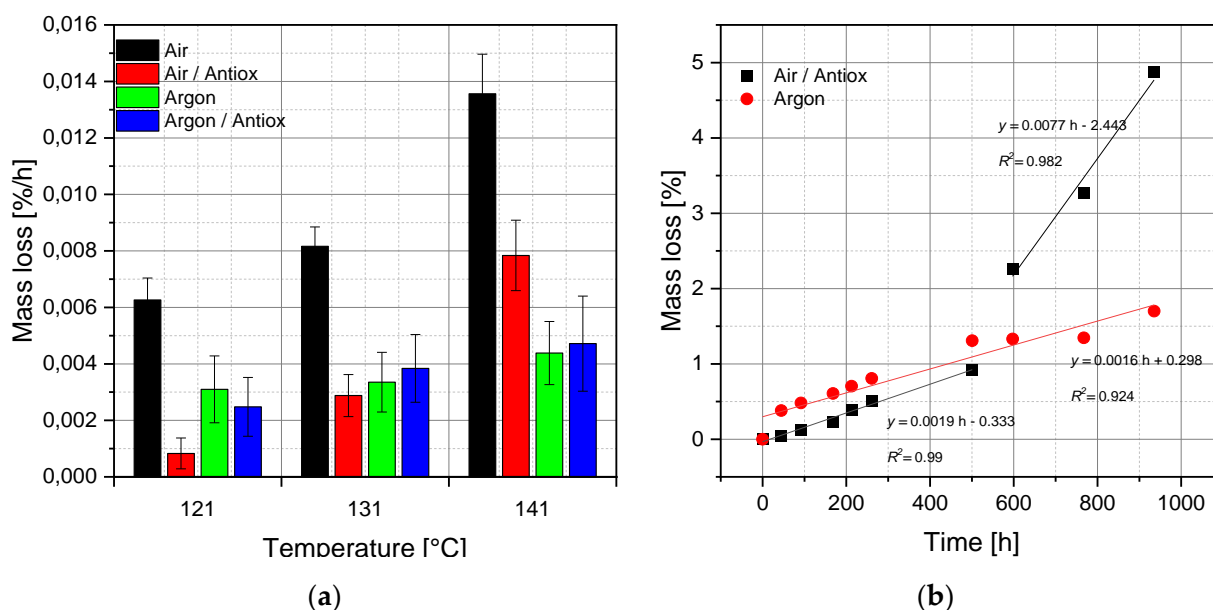 0,016
0,014
0,012
0,010
0,008
0,006
0,004
0,002
0,000
Mass loss [%/h]
Air
Air / Antiox
Argon
Argon / Antiox
121
131
141
Temperature [°C]
(a)
5
4
3
2
1
0
Mass loss [%]
Air / Antiox
Argon
y = 0.0077 h - 2.443
R² = 0.982
y = 0.0016 h + 0.298
R² = 0.924
y = 0.0019 h - 0.333
R² = 0.99
0
200
400
600
800
1000
Time [h]
(b)